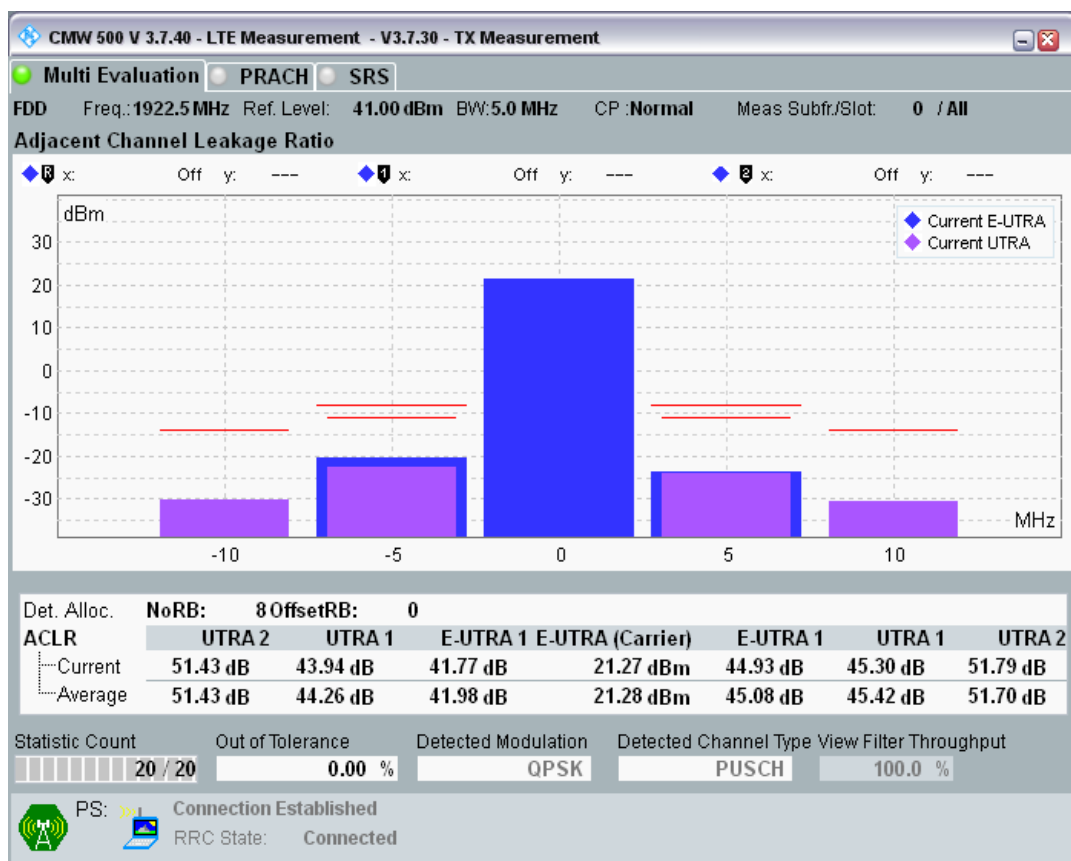 CMW 500 V 3.7.40 - LTE Measurement - V3.7.30 - TX Measurement
Multi Evaluation PRACH SRS
FDD Freq.: 1922.5 MHz Ref. Level: 41.00 dBm BW: 5.0 MHz CP : Normal Meas Subfr./Slot: 0 / All
Adjacent Channel Leakage Ratio
R x: Off y: --- 1 x: Off y: --- 2 x: Off y: ---
dBm
Current E-UTRA
Current UTRA
30
20
10
0
-10
-20
-30
MHz
-10 -5 0 5 10
Det. Alloc. NoRB: 8 OffsetRB: 0
ACLR UTRA 2 UTRA 1 E-UTRA 1 E-UTRA (Carrier) E-UTRA 1 UTRA 1 UTRA 2
Current 51.43 dB 43.94 dB 41.77 dB 21.27 dBm 44.93 dB 45.30 dB 51.79 dB
Average 51.43 dB 44.26 dB 41.98 dB 21.28 dBm 45.08 dB 45.42 dB 51.70 dB
Statistic Count Out of Tolerance Detected Modulation Detected Channel Type View Filter Throughput
20 / 20 0.00 % QPSK PUSCH 100.0 %
PS: Connection Established
RRC State: Connected